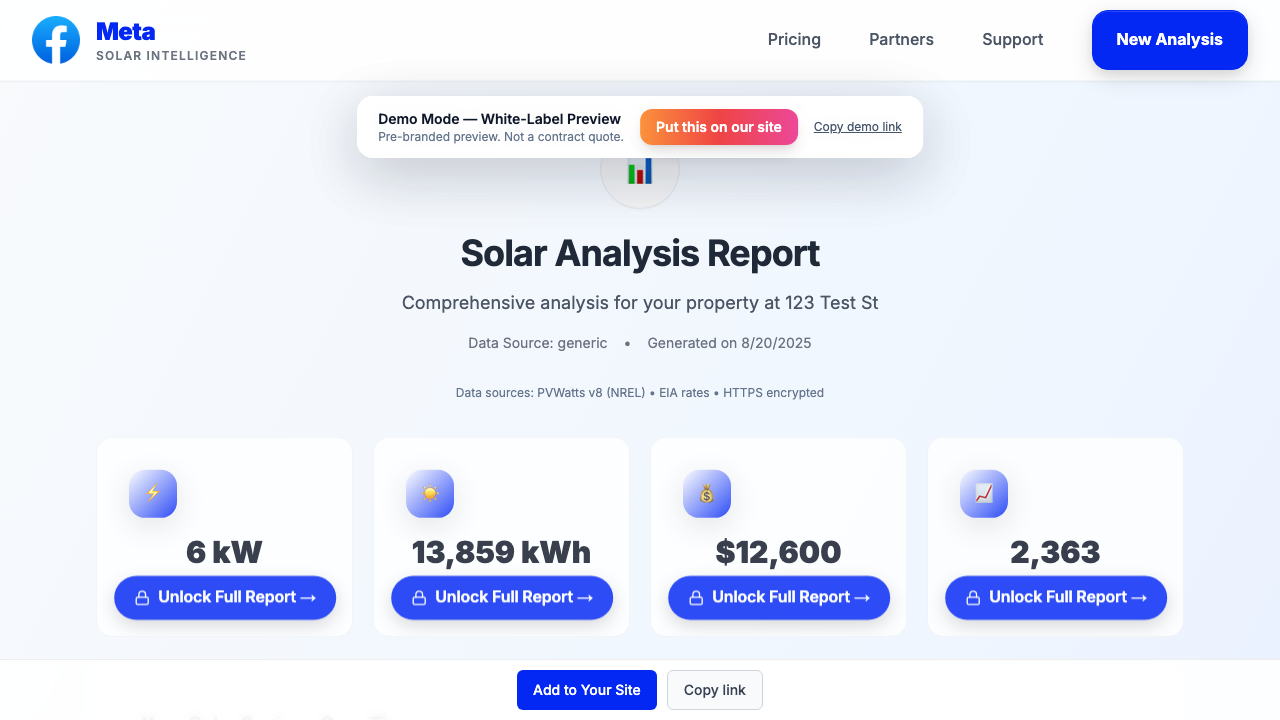 Meta
SOLAR INTELLIGENCE
Pricing
Partners
Support
New Analysis
Demo Mode — White-Label Preview
Pre-branded preview. Not a contract quote.
Put this on our site
Copy demo link
Solar Analysis Report
Comprehensive analysis for your property at 123 Test St
Data Source: generic • Generated on 8/20/2025
Data sources: PVWatts v8 (NREL) • EIA rates • HTTPS encrypted
6 kW
Unlock Full Report →
13,859 kWh
Unlock Full Report →
$12,600
Unlock Full Report →
2,363
Unlock Full Report →
Add to Your Site
Copy link